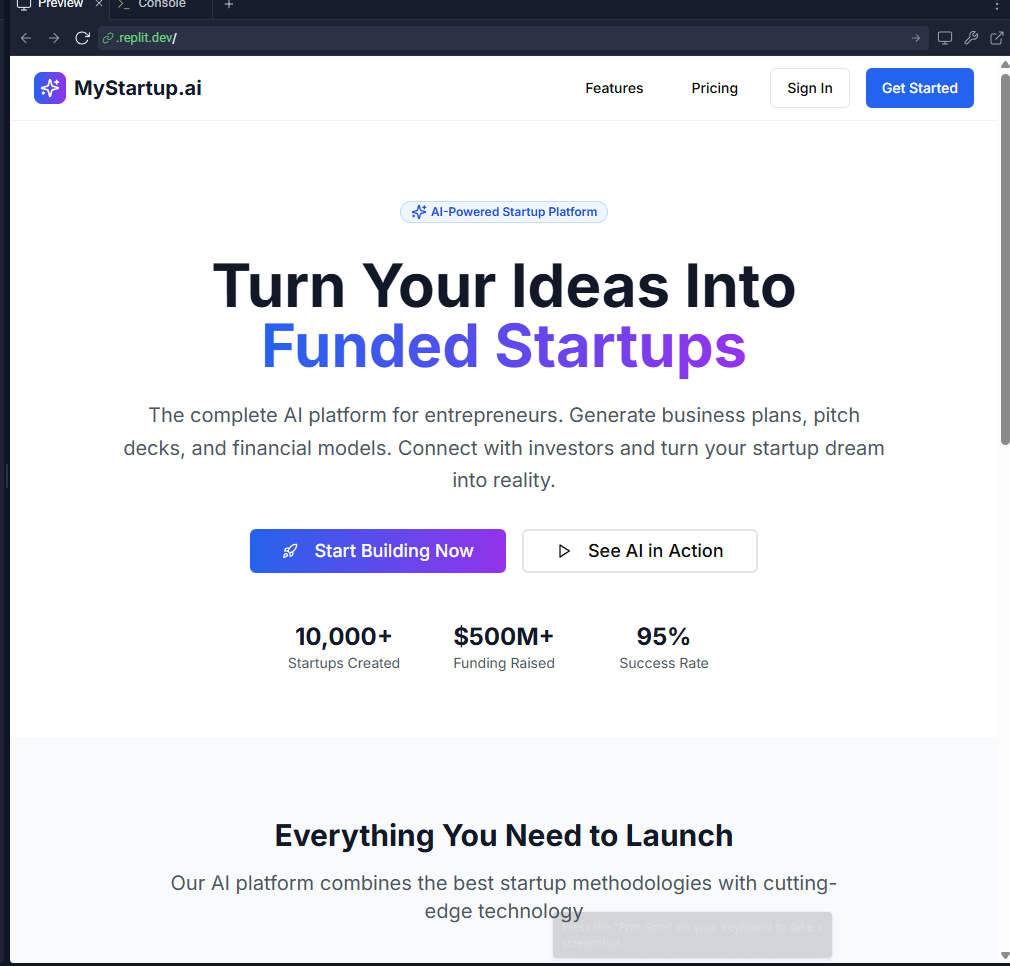 Preview
Console
.replit.dev/
MyStartup.ai
Features
Pricing
Sign In
Get Started
AI-Powered Startup Platform
Turn Your Ideas Into
Funded Startups
The complete AI platform for entrepreneurs. Generate business plans, pitch
decks, and financial models. Connect with investors and turn your startup dream
into reality.
Start Building Now
See AI in Action
10,000+
Startups Created
$500M+
Funding Raised
95%
Success Rate
Everything You Need to Launch
Our AI platform combines the best startup methodologies with cutting-
edge technology
Press the "Prnt Scrn" on your keyboard to take a
screenshot